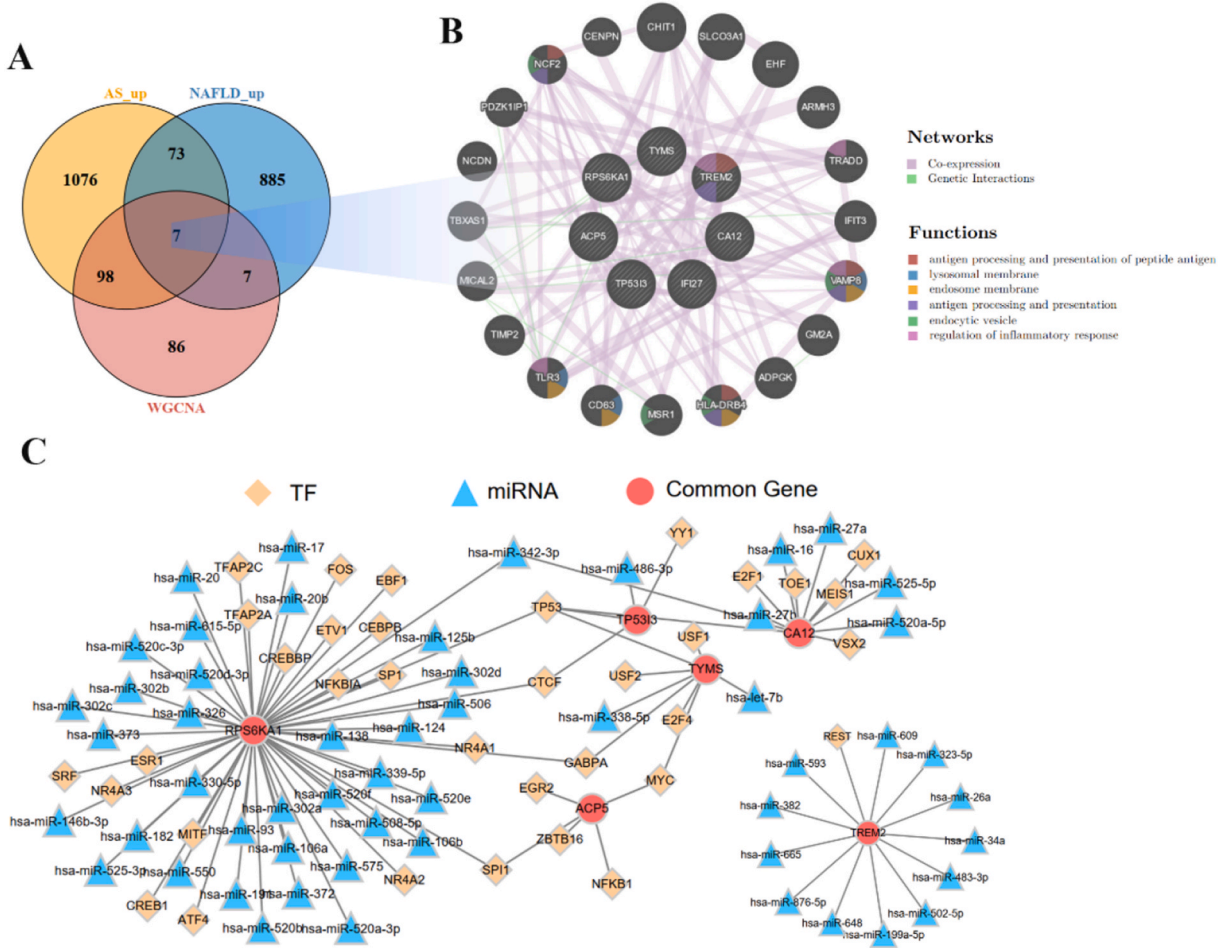 A
AS_up
NAFLD_up
1076
73
885
7
98
7
86
WGCNA
B
CHIT1
CENPN
SLCO3A1
NCF2
EHF
PDZK1IP1
ARMH3
TYMS
NCDN
RPS6KA1
TREM2
TRADD
TBXAS1
ACP5
CA12
IFIT3
MICAL2
TP53I3
IFI27
VAMP8
TIMP2
GM2A
TLR3
ADPGK
CD63
MSR1
HLA-DRB4
Networks
Co-expression
Genetic Interactions
Functions
antigen processing and presentation of peptide antigen
lysosomal membrane
endosome membrane
antigen processing and presentation
endocytic vesicle
regulation of inflammatory response
C
TF
miRNA
Common Gene
hsa-miR-17
hsa-miR-342-3p
YY1
hsa-miR-27a
TFAP2C
FOS
hsa-miR-16
CUX1
hsa-miR-20
EBF1
hsa-miR-486-3p
E2F1
TOE1
hsa-miR-525-5p
hsa-miR-20b
MEIS1
TFAP2A
TP53
TP53I3
hsa-miR-27b
hsa-miR-615-5p
ETV1
CEBPB
hsa-miR-125b
USF1
CA12
hsa-miR-520a-5p
hsa-miR-520c-3p
CREBBP
VSX2
hsa-miR-520d-3p
NFKBIA
SP1
hsa-miR-302d
CTCF
USF2
TYMS
hsa-miR-302b
hsa-miR-302c
hsa-miR-326
hsa-miR-506
hsa-let-7b
RPS6KA1
hsa-miR-124
hsa-miR-338-5p
E2F4
hsa-miR-373
hsa-miR-138
NR4A1
REST
hsa-miR-609
ESR1
GABPA
hsa-miR-323-5p
SRF
hsa-miR-330-5p
hsa-miR-339-5p
MYC
hsa-miR-593
NR4A3
hsa-miR-302a
hsa-miR-520f
hsa-miR-520e
EGR2
ACP5
hsa-miR-382
hsa-miR-26a
hsa-miR-146b-3p
hsa-miR-182
MITF
hsa-miR-93
hsa-miR-508-5p
ZBTB16
TREM2
hsa-miR-34a
hsa-miR-106a
hsa-miR-106b
hsa-miR-665
hsa-miR-525-3p
hsa-miR-550
hsa-miR-575
SPI1
NR4A2
NFKB1
hsa-miR-483-3p
hsa-miR-372
hsa-miR-876-5p
CREB1
ATF4
hsa-miR-502-5p
hsa-miR-520b
hsa-miR-520a-3p
hsa-miR-648
hsa-miR-199a-5p